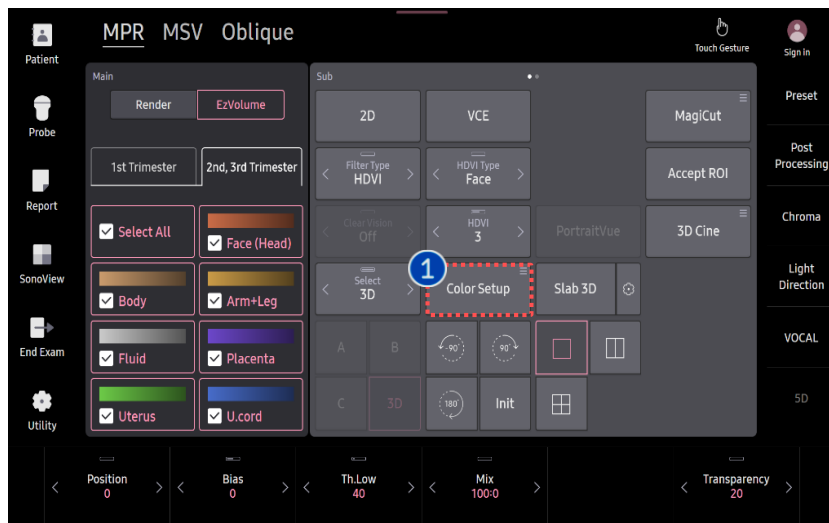 MPR MSV Oblique
Touch Gesture
Sign In
Patient
Probe
Report
SonoView
End Exam
Utility
Main
Render EzVolume
1st Trimester 2nd, 3rd Trimester
Select All Face (Head)
Body Arm+Leg
Fluid Placenta
Uterus U.cord
Sub
2D VCE MagiCut
Filter Type HDVI Type
HDVI Face Accept ROI
Clear Vision HDVI
Off 3 PortraitVue 3D Cine
Select
3D 1 Color Setup Slab 3D
A B -90˚ 90˚
C 3D 180˚ Init
Preset
Post
Processing
Chroma
Light
Direction
VOCAL
5D
Position Bias Th.Low Mix Transparency
0 0 40 100:0 20